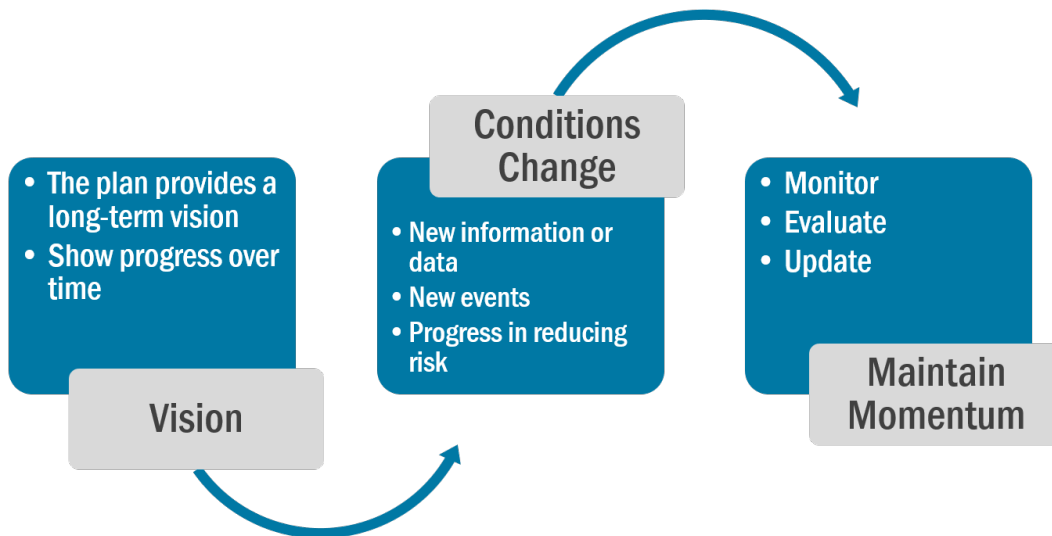 • The plan provides a
long-term vision
• Show progress over
time
Vision
Conditions
Change
• New information or
data
• New events
• Progress in reducing
risk
• Monitor
• Evaluate
• Update
Maintain
Momentum